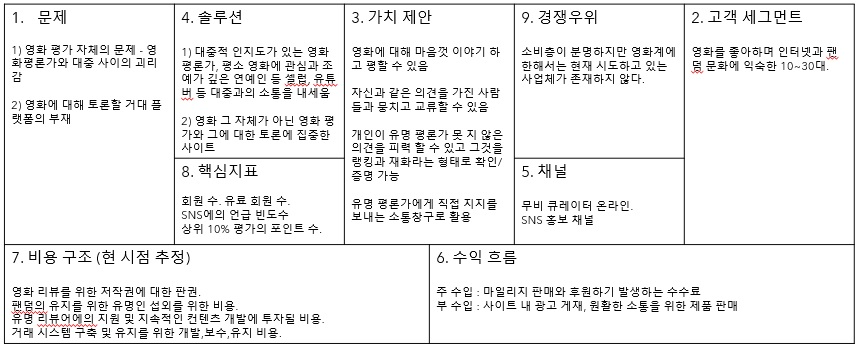 1. 문제
1) 영화 평가 자체의 문제 - 영
화평론가와 대중 사이의 괴리
감
2) 영화에 대해 토론할 거대 플
랫폼의 부재
4. 솔루션
1) 대중적 인지도가 있는 영화
평론가, 평소 영화에 관심과 조
예가 깊은 연예인 등 셀럽, 유튜
버 등 대중과의 소통을 내세움
2) 영화 그 자체가 아닌 영화 평
가와 그에 대한 토론에 집중한
사이트
8. 핵심지표
회원 수. 유료 회원 수.
SNS에의 언급 빈도수
상위 10% 평가의 포인트 수.
3. 가치 제안
영화에 대해 마음껏 이야기 하
고 평할 수 있음
자신과 같은 의견을 가진 사람
들과 뭉치고 교류할 수 있음
개인이 유명 평론가 못 지 않은
의견을 피력 할 수 있고 그것을
랭킹과 재화라는 형태로 확인/
증명 가능
유명 평론가에게 직접 지지를
보내는 소통창구로 활용
9. 경쟁우위
소비층이 분명하지만 영화계에
한해서는 현재 시도하고 있는
사업체가 존재하지 않다.
5. 채널
무비 큐레이터 온라인.
SNS 홍보 채널
2. 고객 세그먼트
영화를 좋아하며 인터넷과 팬
덤 문화에 익숙한 10~30대.
7. 비용 구조 (현 시점 추정)
영화 리뷰를 위한 저작권에 대한 판권.
팬덤의 유지를 위한 유명인 섭외를 위한 비용.
유명 리뷰어에의 지원 및 지속적인 컨텐츠 개발에 투자될 비용.
거래 시스템 구축 및 유지를 위한 개발,보수,유지 비용.
6. 수익 흐름
주 수입 : 마일리지 판매와 후원하기 발생하는 수수료
부 수입 : 사이트 내 광고 게재, 원활한 소통을 위한 제품 판매